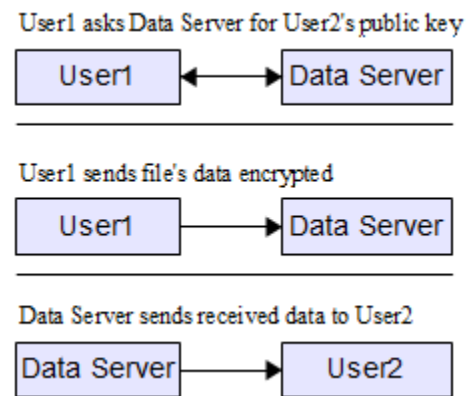 User1 asks Data Server for User2's public key
User1 Data Server
User1 sends file's data encrypted
User1 Data Server
Data Server sends received data to User2
Data Server User2